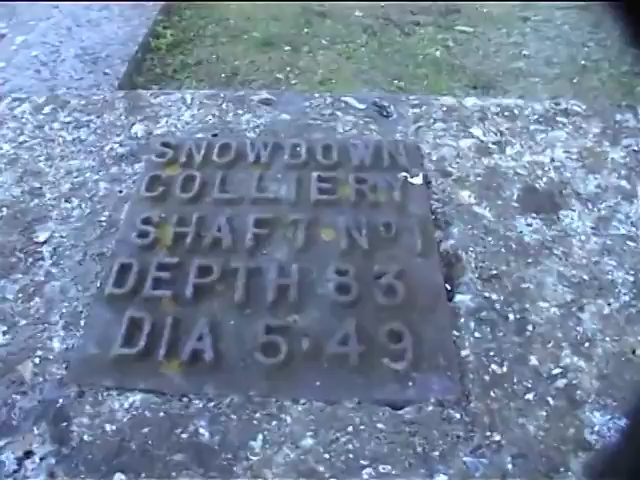 SNOWDOWN
COLLIERY
SHAFT Nº 1
DEPTH 83
DIA 5.49